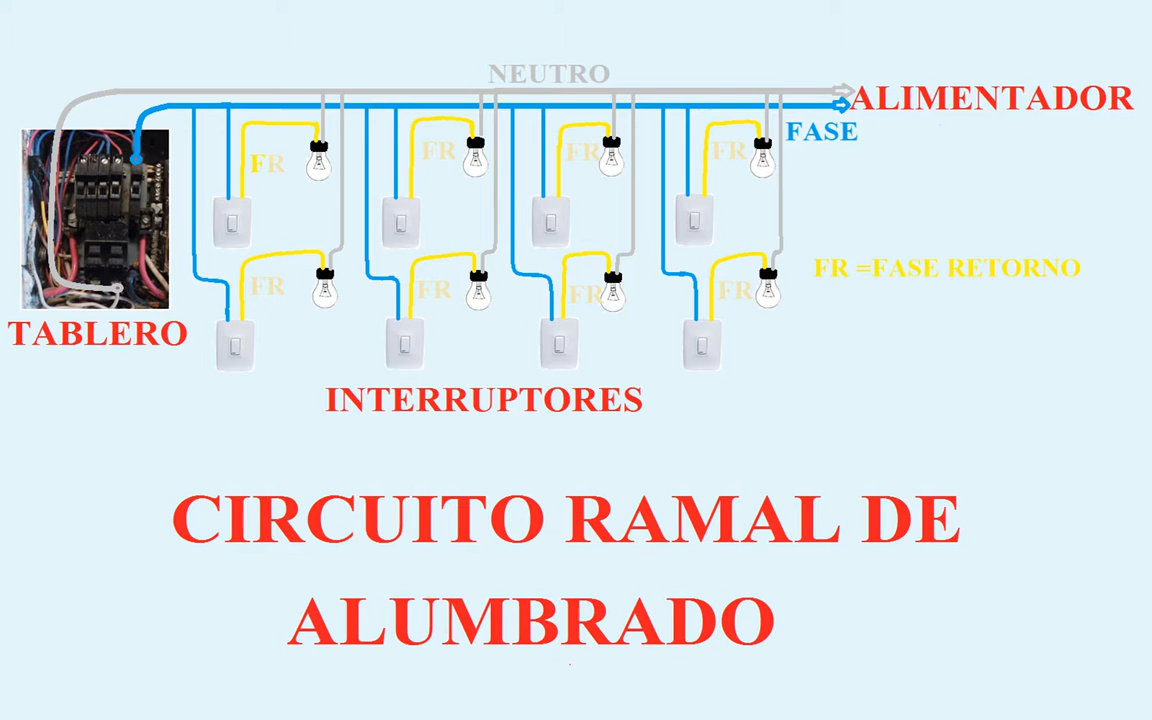 NEUTRO
ALIMENTADOR
FASE
FR
FR
FR
FR
FR
FR
FR
FR
FR =FASE RETORNO
TABLERO
INTERRUPTORES
CIRCUITO RAMAL DE
ALUMBRADO